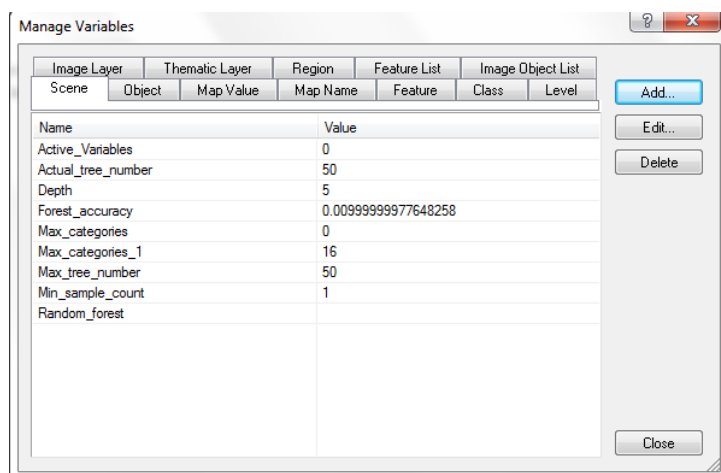 Manage Variables
? X
Image Layer Thematic Layer Region Feature List Image Object List
Scene Object Map Value Map Name Feature Class Level
Add...
Name Value
Edit...
Active_Variables 0
Actual_tree_number 50
Delete
Depth 5
Forest_accuracy 0.00999999977648258
Max_categories 0
Max_categories_1 16
Max_tree_number 50
Min_sample_count 1
Random_forest
Close